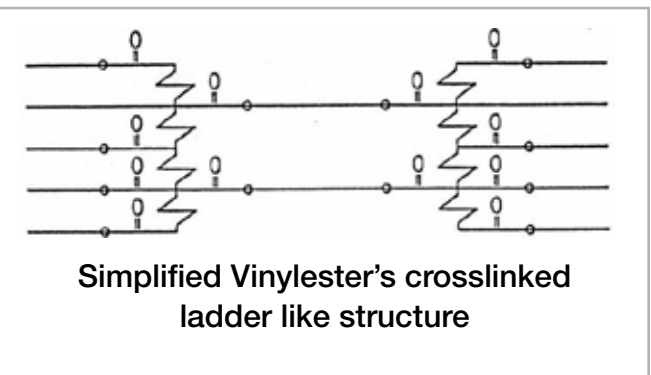 O O
O O
O O
O O O O
O O
Simplified Vinylester's crosslinked
ladder like structure